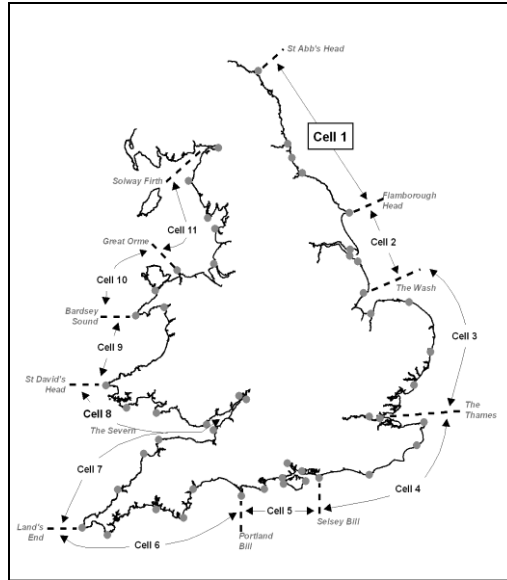 St Abb's Head
Cell 1
Solway Firth
Flamborough
Head
Cell 11
Great Orme
Cell 2
Cell 10
The Wash
Bardsey
Sound
Cell 3
Cell 9
St David's
Head
Cell 8
The
Thames
The Severn
Cell 7
Cell 4
Cell 5
Selsey Bill
Land's
End
Cell 6
Portland
Bill